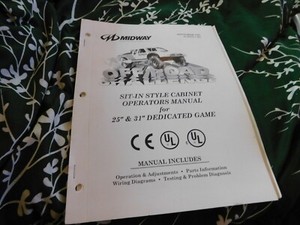 MIDWAY
OFFROAD
SIT-IN STYLE CABINET
OPERATORS MANUAL
for
25" & 31" DEDICATED GAME
CE UL UL
MANUAL INCLUDES
Operation & Adjustments • Parts Information
Wiring Diagrams • Testing & Problem Diagnosis